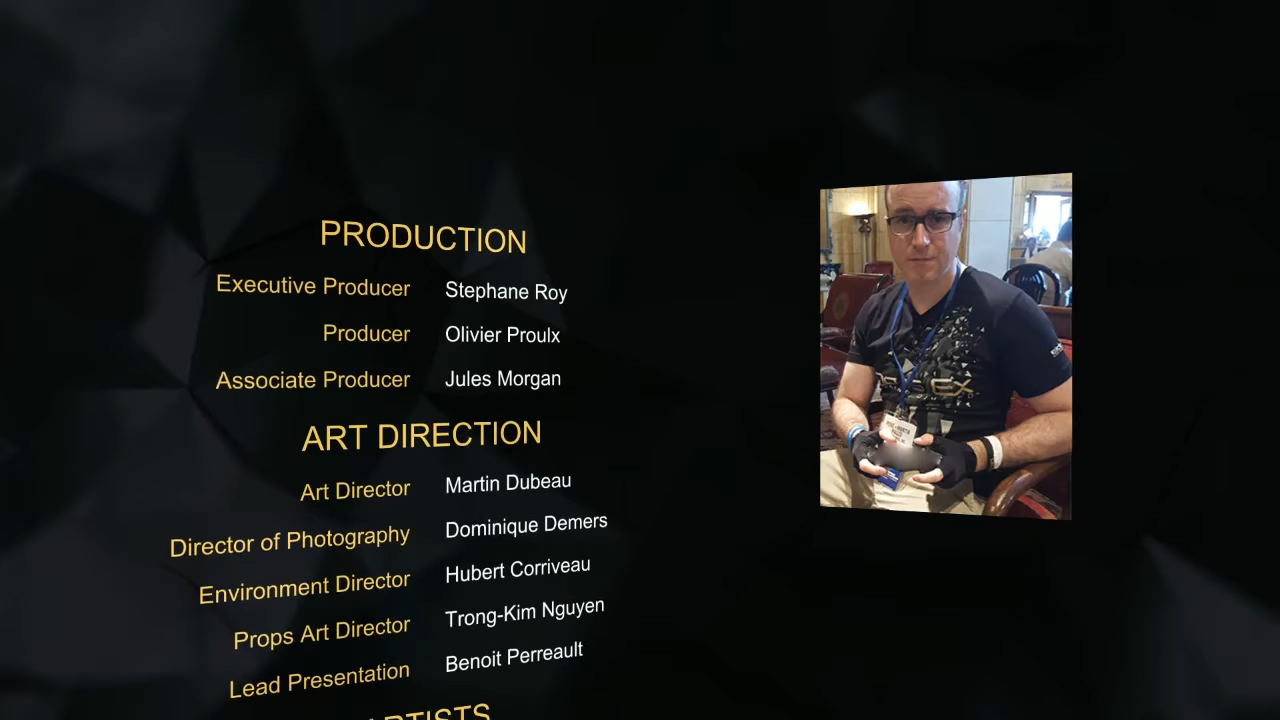 PRODUCTION
Executive Producer Stephane Roy
Producer Olivier Proulx
Associate Producer Jules Morgan
ART DIRECTION
Art Director Martin Dubeau
Director of Photography Dominique Demers
Environment Director Hubert Corriveau
Props Art Director Trong-Kim Nguyen
Lead Presentation Benoit Perreault
ARTISTS